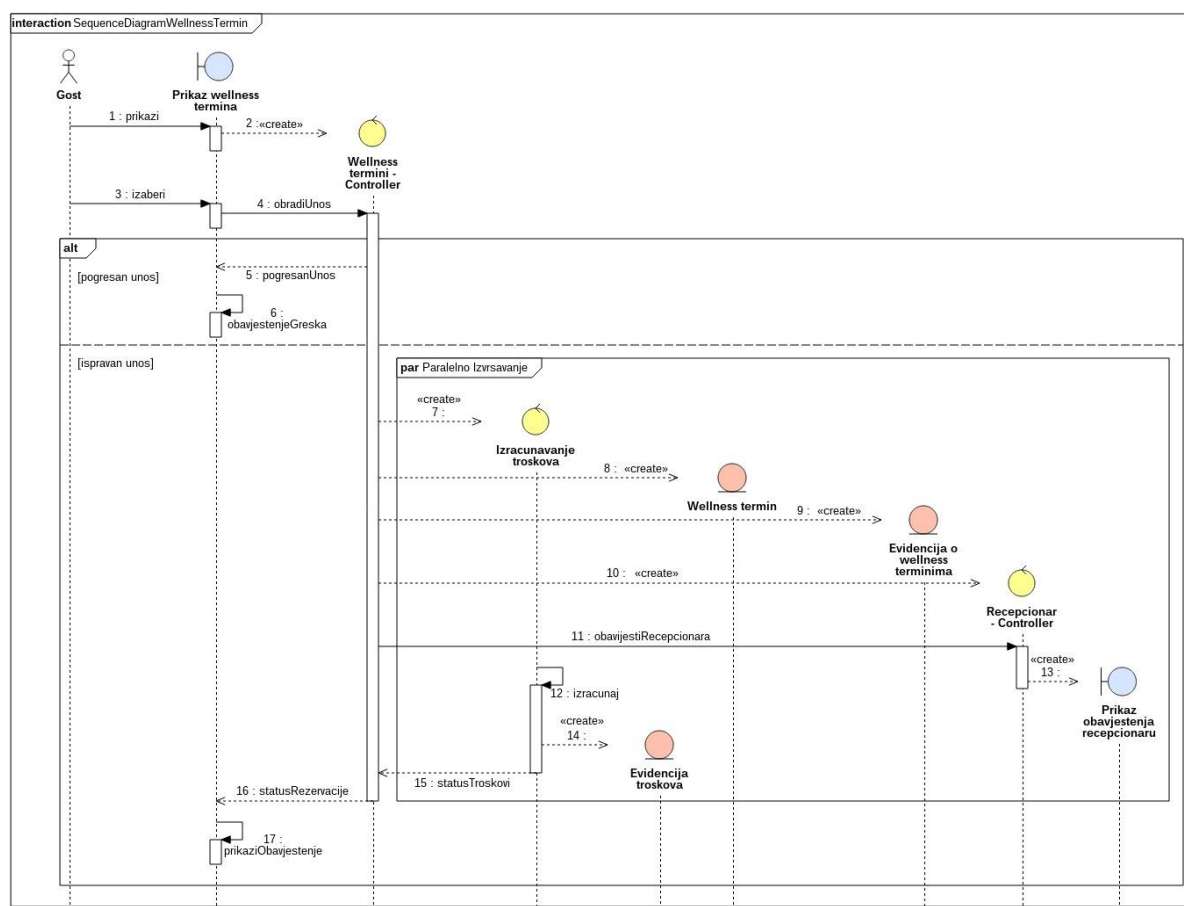 interaction SequenceDiagramWellnessTermin
Gost
Prikaz wellness
termina
1 : prikazi
2 :«create»
Wellness
termini -
Controller
3 : izaberi
4 : obradiUnos
alt
[pogresan unos]
5 : pogresanUnos
6 :
obavjestenjeGreska
[ispravan unos]
par Paralelno Izvrsavanje
«create»
7 :
Izracunavanje
troskova
8 : «create»
Wellness termin
9 : «create»
Evidencija o
wellness
terminima
10 : «create»
Recepcionar
- Controller
11 : obavijestiRecepcionara
«create»
13 :
12 : izracunaj
Prikaz
obavjestenja
recepcionaru
«create»
14 :
Evidencija
troskova
15 : statusTroskovi
16 : statusRezervacije
17 :
prikaziObavjestenje